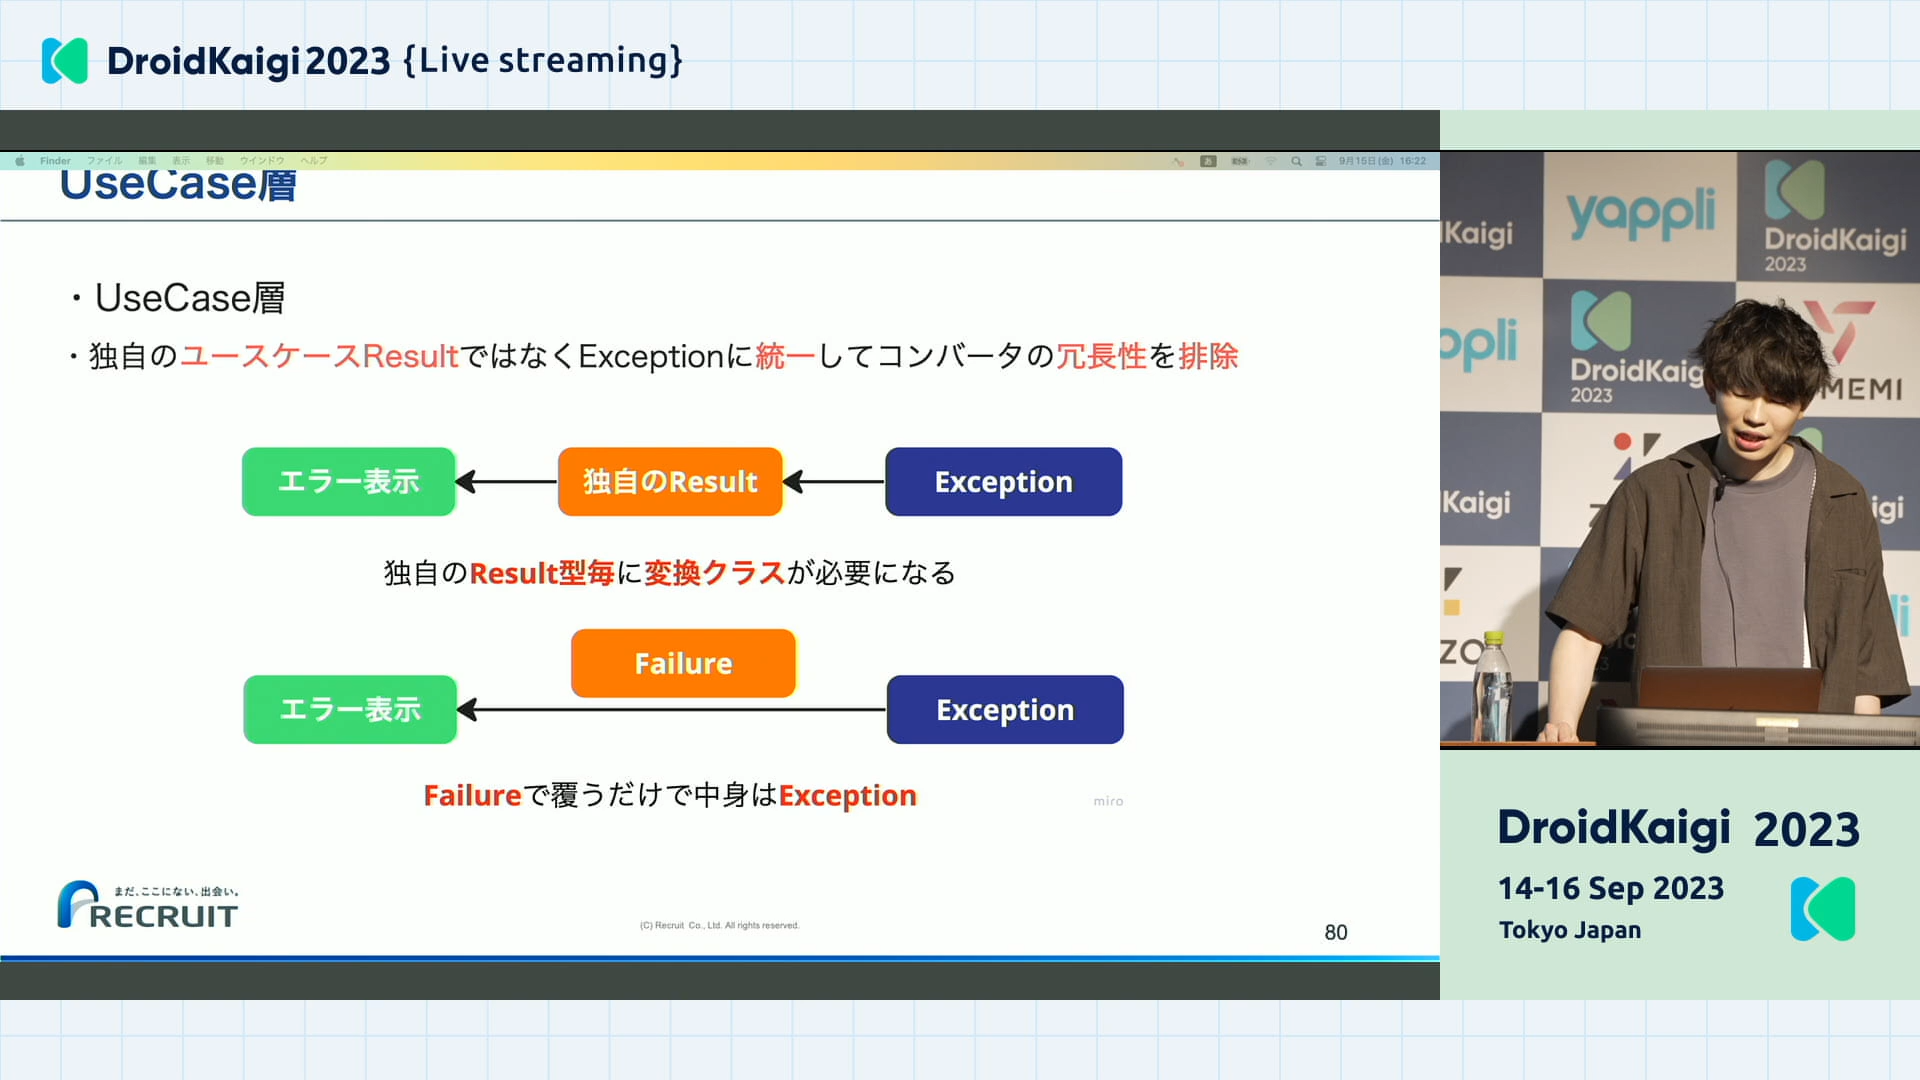 DroidKaigi 2023 {Live streaming}
Finder ファイル 編集 表示 移動 ウインドウ ヘルプ
あ 9月15日(金) 16:22
UseCase層
・UseCase層
・独自のユースケースResultではなくExceptionに統一してコンバータの冗長性を排除
エラー表示
独自のResult
Exception
独自のResult型毎に変換クラスが必要になる
Failure
エラー表示
Exception
Failureで覆うだけで中身はException
miro
まだ、ここにない、出会い。
RECRUIT
(C) Recruit Co., Ltd. All rights reserved.
80
Kaigi
yappli
DroidKaigi
2023
ppli
DroidKaig
2023
MEMI
Kaigi
igi
ZO
li
DroidKaigi 2023
14-16 Sep 2023
Tokyo Japan